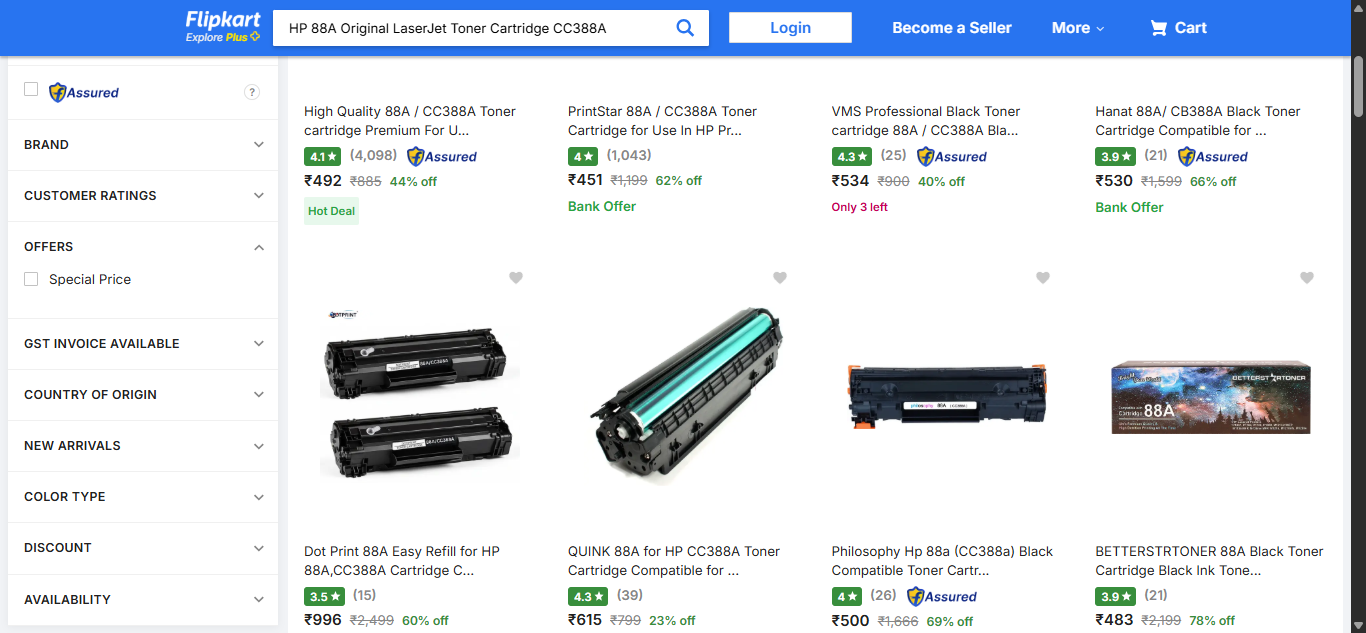 Flipkart
Explore Plus
HP 88A Original LaserJet Toner Cartridge CC388A
Login
Become a Seller
More
Cart
Assured
?
BRAND
CUSTOMER RATINGS
OFFERS
Special Price
GST INVOICE AVAILABLE
COUNTRY OF ORIGIN
NEW ARRIVALS
COLOR TYPE
DISCOUNT
AVAILABILITY
High Quality 88A / CC388A Toner
cartridge Premium For U...
4.1★ (4,098) Assured
₹492 ₹885 44% off
Hot Deal
PrintStar 88A / CC388A Toner
Cartridge for Use In HP Pr...
4★ (1,043)
₹451 ₹1,199 62% off
Bank Offer
VMS Professional Black Toner
cartridge 88A / CC388A Bla...
4.3★ (25) Assured
₹534 ₹900 40% off
Only 3 left
Hanat 88A/ CB388A Black Toner
Cartridge Compatible for ...
3.9★ (21) Assured
₹530 ₹1,599 66% off
Bank Offer
DOTPRINT
88A/CC388A
88A/CC388A
Dot Print 88A Easy Refill for HP
88A,CC388A Cartridge C...
3.5★ (15)
₹996 ₹2,499 60% off
QUINK 88A for HP CC388A Toner
Cartridge Compatible for ...
4.3★ (39)
₹615 ₹799 23% off
88A (CC388A)
Philosophy Hp 88a (CC388a) Black
Compatible Toner Cartr...
4★ (26) Assured
₹500 ₹1,666 69% off
BETTERSTRTONER
Cartridge 88A
BETTERSTRTONER 88A Black Toner
Cartridge Black Ink Tone...
3.9★ (21)
₹483 ₹2,199 78% off